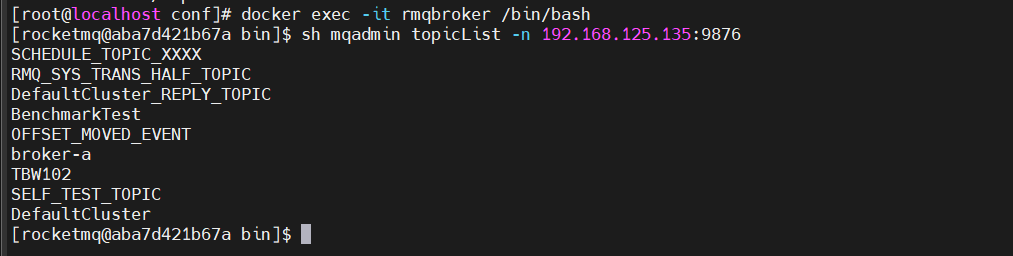 [root@localhost conf]# docker exec -it rmqbroker /bin/bash
[rocketmq@aba7d421b67a bin]$ sh mqadmin topicList -n 192.168.125.135:9876
SCHEDULE_TOPIC_XXXX
RMQ_SYS_TRANS_HALF_TOPIC
DefaultCluster_REPLY_TOPIC
BenchmarkTest
OFFSET_MOVED_EVENT
broker-a
TBW102
SELF_TEST_TOPIC
DefaultCluster
[rocketmq@aba7d421b67a bin]$